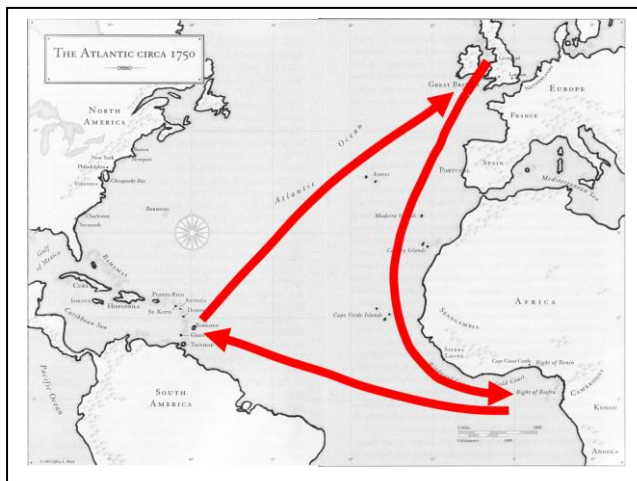 THE ATLANTIC CIRCA 1750
GREAT
EUROPE
NORTH
AMERICA
FRANCE
Boston
Newport
New York
Philadelphia
Chesapeake Bay
VIRGINIA
Atlantic
Ocean
Azores
PORTUGAL
SPAIN
Mediterranean Sea
BERMUDA
Madeira Islands
Charleston
Savannah
Gulf
of Mexico
Bahamas
Canary Islands
CUBA
JAMAICA
HISPANIOLA
PUERTO RICO
ANTIGUA
St. Kitts
BARBADOS
TRINIDAD
Caribbean Sea
Cape Verde Islands
AFRICA
SENEGAMBIA
SIERRA
LEONE
Cape Coast Castle
Bight of Benin
Gold Coast
Bight of Biafra
CAMEROONS
Pacific Ocean
SOUTH
AMERICA
KONGO
ANGOLA